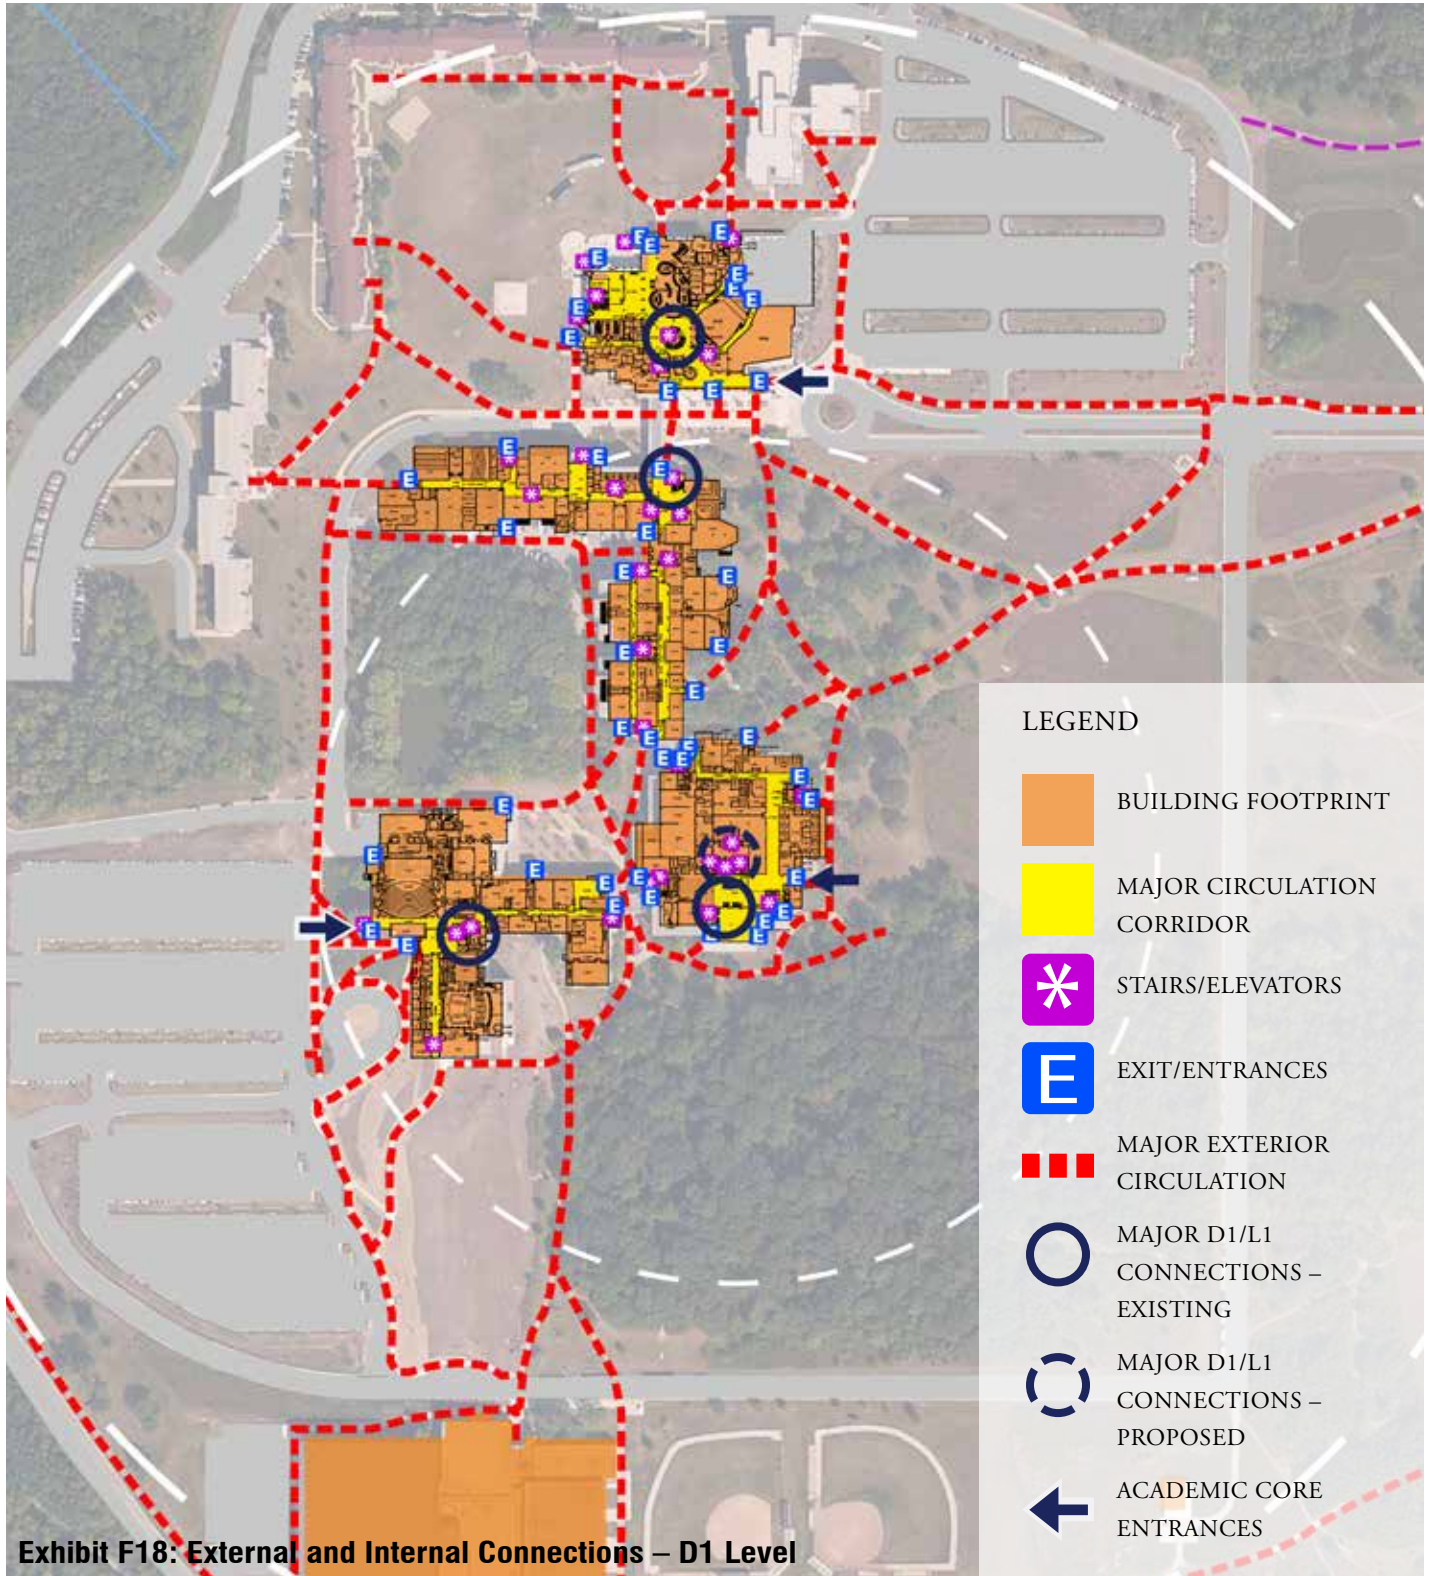 LEGEND
BUILDING FOOTPRINT
MAJOR CIRCULATION
CORRIDOR
STAIRS/ELEVATORS
E
EXIT/ENTRANCES
MAJOR EXTERIOR
CIRCULATION
MAJOR D1/L1
CONNECTIONS –
EXISTING
MAJOR D1/L1
CONNECTIONS –
PROPOSED
ACADEMIC CORE
ENTRANCES
Exhibit F18: External and Internal Connections – D1 Level